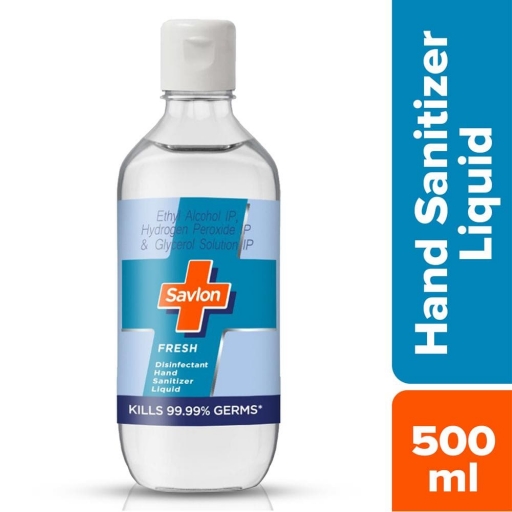 Ethyl Alcohol IP,
Hydrogen Peroxide IP
& Glycerol Solution IP
Savlon
FRESH
Disinfectant
Hand
Sanitizer
Liquid
KILLS 99.99% GERMS*
Hand Sanitizer
Liquid
500
ml